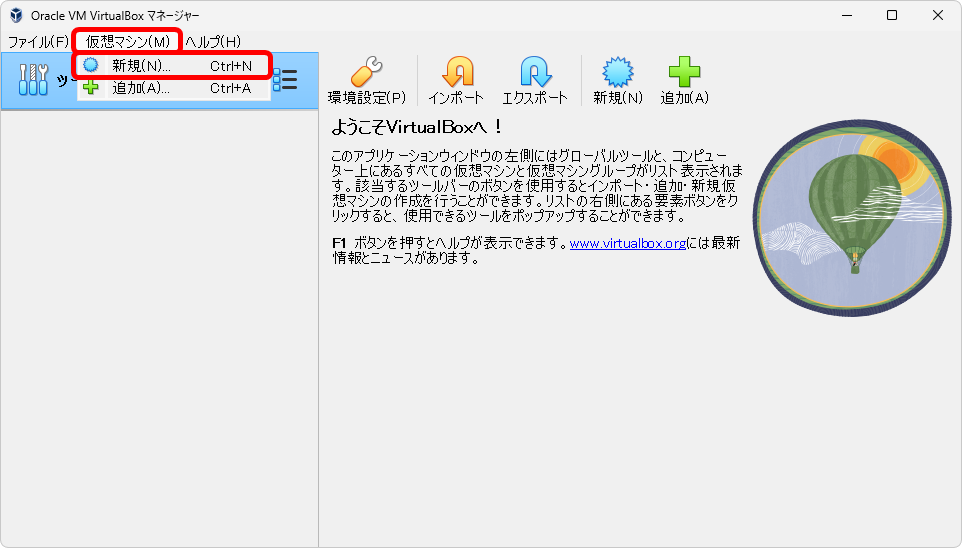 Oracle VM VirtualBox マネージャー
ファイル(F) 仮想マシン(M) ヘルプ(H)
新規(N)... Ctrl+N
追加(A)... Ctrl+A
ツ
環境設定(P) インポート エクスポート 新規(N) 追加(A)
ようこそVirtualBoxへ！
このアプリケーションウィンドウの左側にはグローバルツールと、コンピュー
ター上にあるすべての仮想マシンと仮想マシングループがリスト表示されま
す。該当するツールバーのボタンを使用するとインポート・追加・新規仮
想マシンの作成を行うことができます。リストの右側にある要素ボタンをク
リックすると、使用できるツールをポップアップすることができます。
F1 ボタンを押すとヘルプが表示できます。www.virtualbox.orgには最新
情報とニュースがあります。